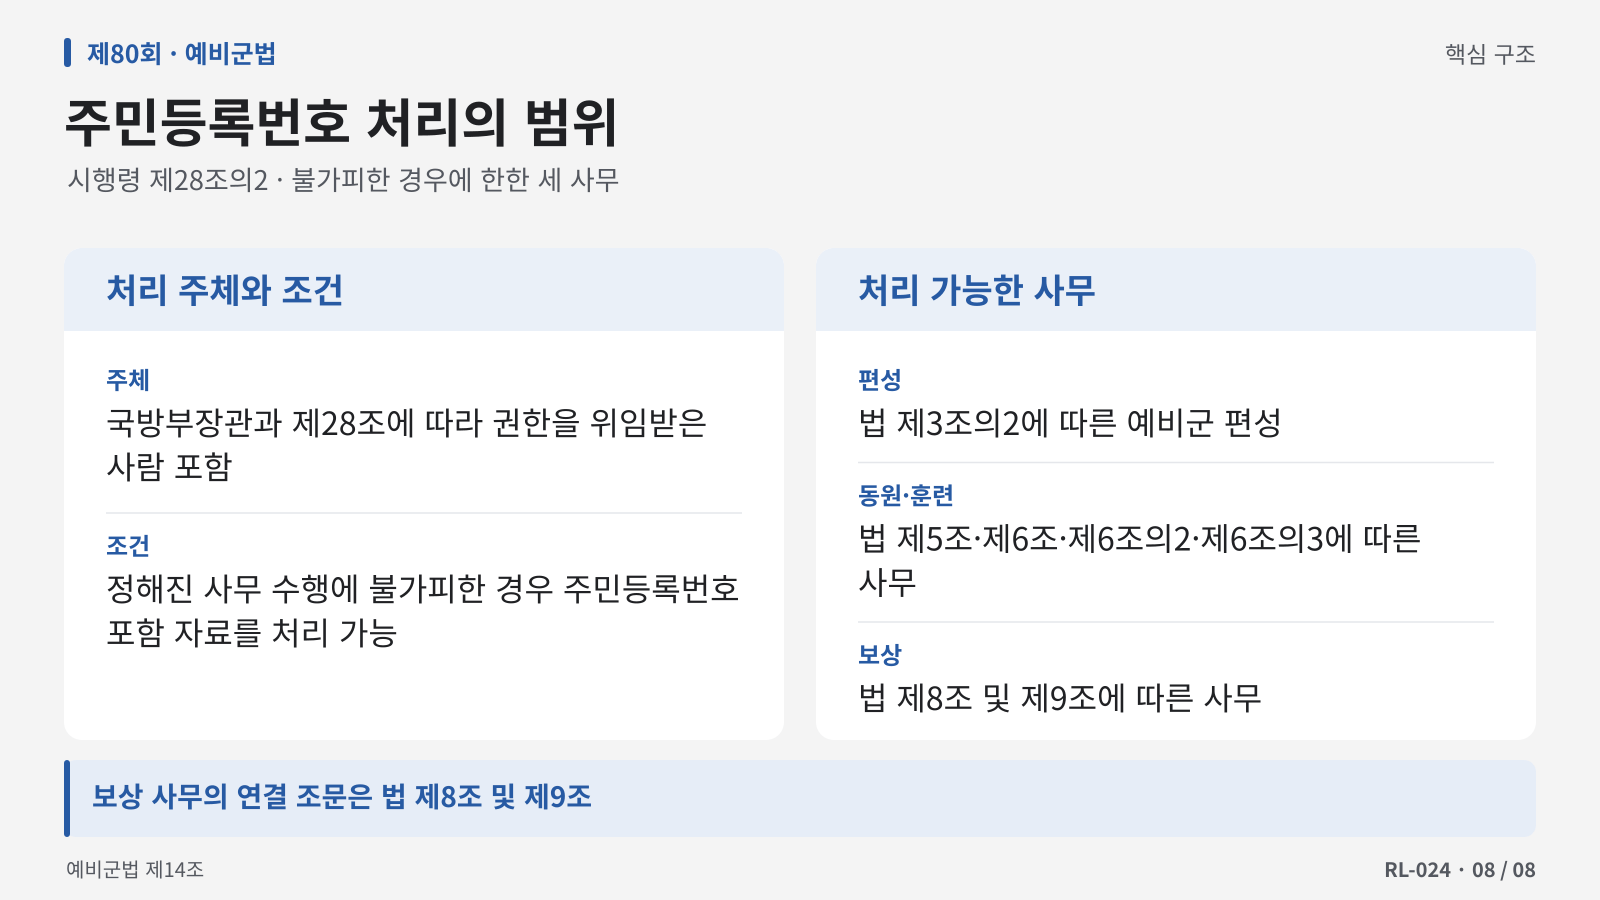 제80회 · 예비군법
핵심 구조
주민등록번호 처리의 범위
시행령 제28조의2 · 불가피한 경우에 한한 세 사무
처리 주체와 조건
주체
국방부장관과 제28조에 따라 권한을 위임받은
사람 포함
조건
정해진 사무 수행에 불가피한 경우 주민등록번호
포함 자료를 처리 가능
처리 가능한 사무
편성
법 제3조의2에 따른 예비군 편성
동원·훈련
법 제5조·제6조·제6조의2·제6조의3에 따른
사무
보상
법 제8조 및 제9조에 따른 사무
보상 사무의 연결 조문은 법 제8조 및 제9조
예비군법 제14조
RL-024 · 08 / 08